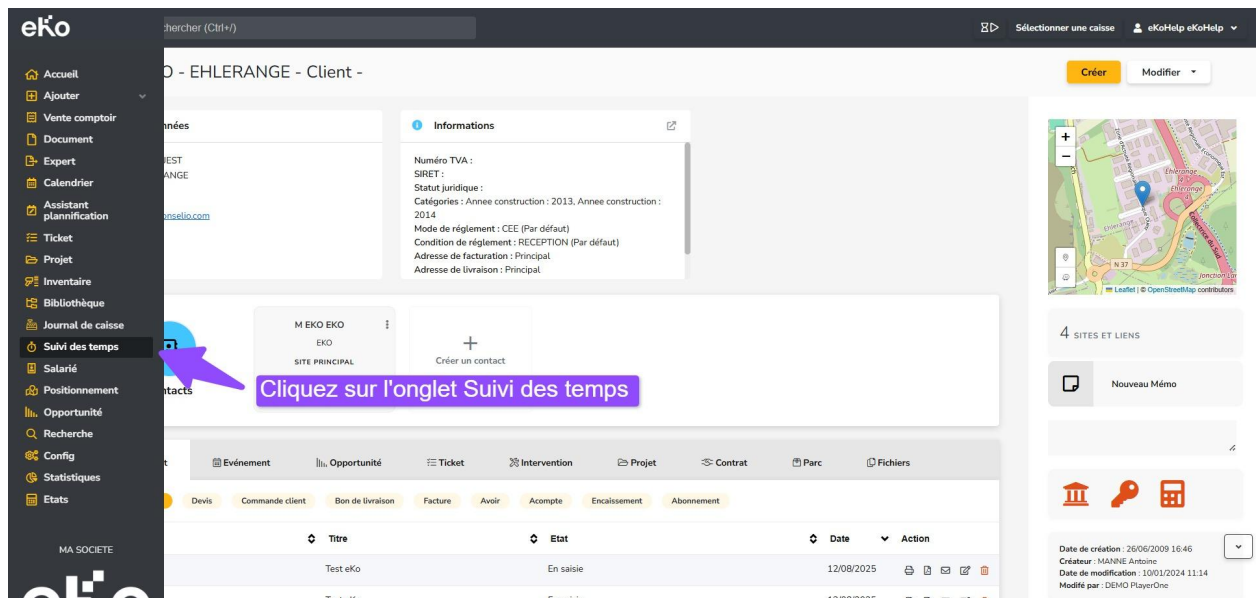 eko
chercher (Ctrl+/)
Sélectionner une caisse
eKoHelp eKoHelp
O - EHLERANGE - Client -
Créer
Modifier
Accueil
Ajouter
Vente comptoir
Document
Expert
Calendrier
Assistant
plannification
Ticket
Projet
Inventaire
Bibliothèque
Journal de caisse
Suivi des temps
Salarié
Positionnement
Opportunité
Recherche
Config
Statistiques
Etats
MA SOCIETE
nnées
ANGE
onselio.com
Informations
Numéro TVA :
SIRET :
Statut juridique :
Catégories : Annee construction : 2013, Annee construction :
2014
Mode de réglement : CEE (Par défaut)
Condition de réglement : RECEPTION (Par défaut)
Adresse de facturation : Principal
Adresse de livraison : Principal
M EKO EKO
EKO
SITE PRINCIPAL
Créer un contact
ntacts
Cliquez sur l'onglet Suivi des temps
Evénement
Opportunité
Ticket
Intervention
Projet
Contrat
Parc
Fichiers
Devis
Commande client
Bon de livraison
Facture
Avoir
Acompte
Encaissement
Abonnement
Titre
Etat
Date
Action
Test eKo
En saisie
12/08/2025
+
−
Ehlerange
Ehlerange
N 37
Collectrice du Sud
Leaflet | © OpenStreetMap contributors
4 SITES ET LIENS
Nouveau Mémo
Date de création : 26/06/2009 16:46
Créateur : MANNE Antoine
Date de modification : 10/01/2024 11:14
Modifé par : DEMO PlayerOne